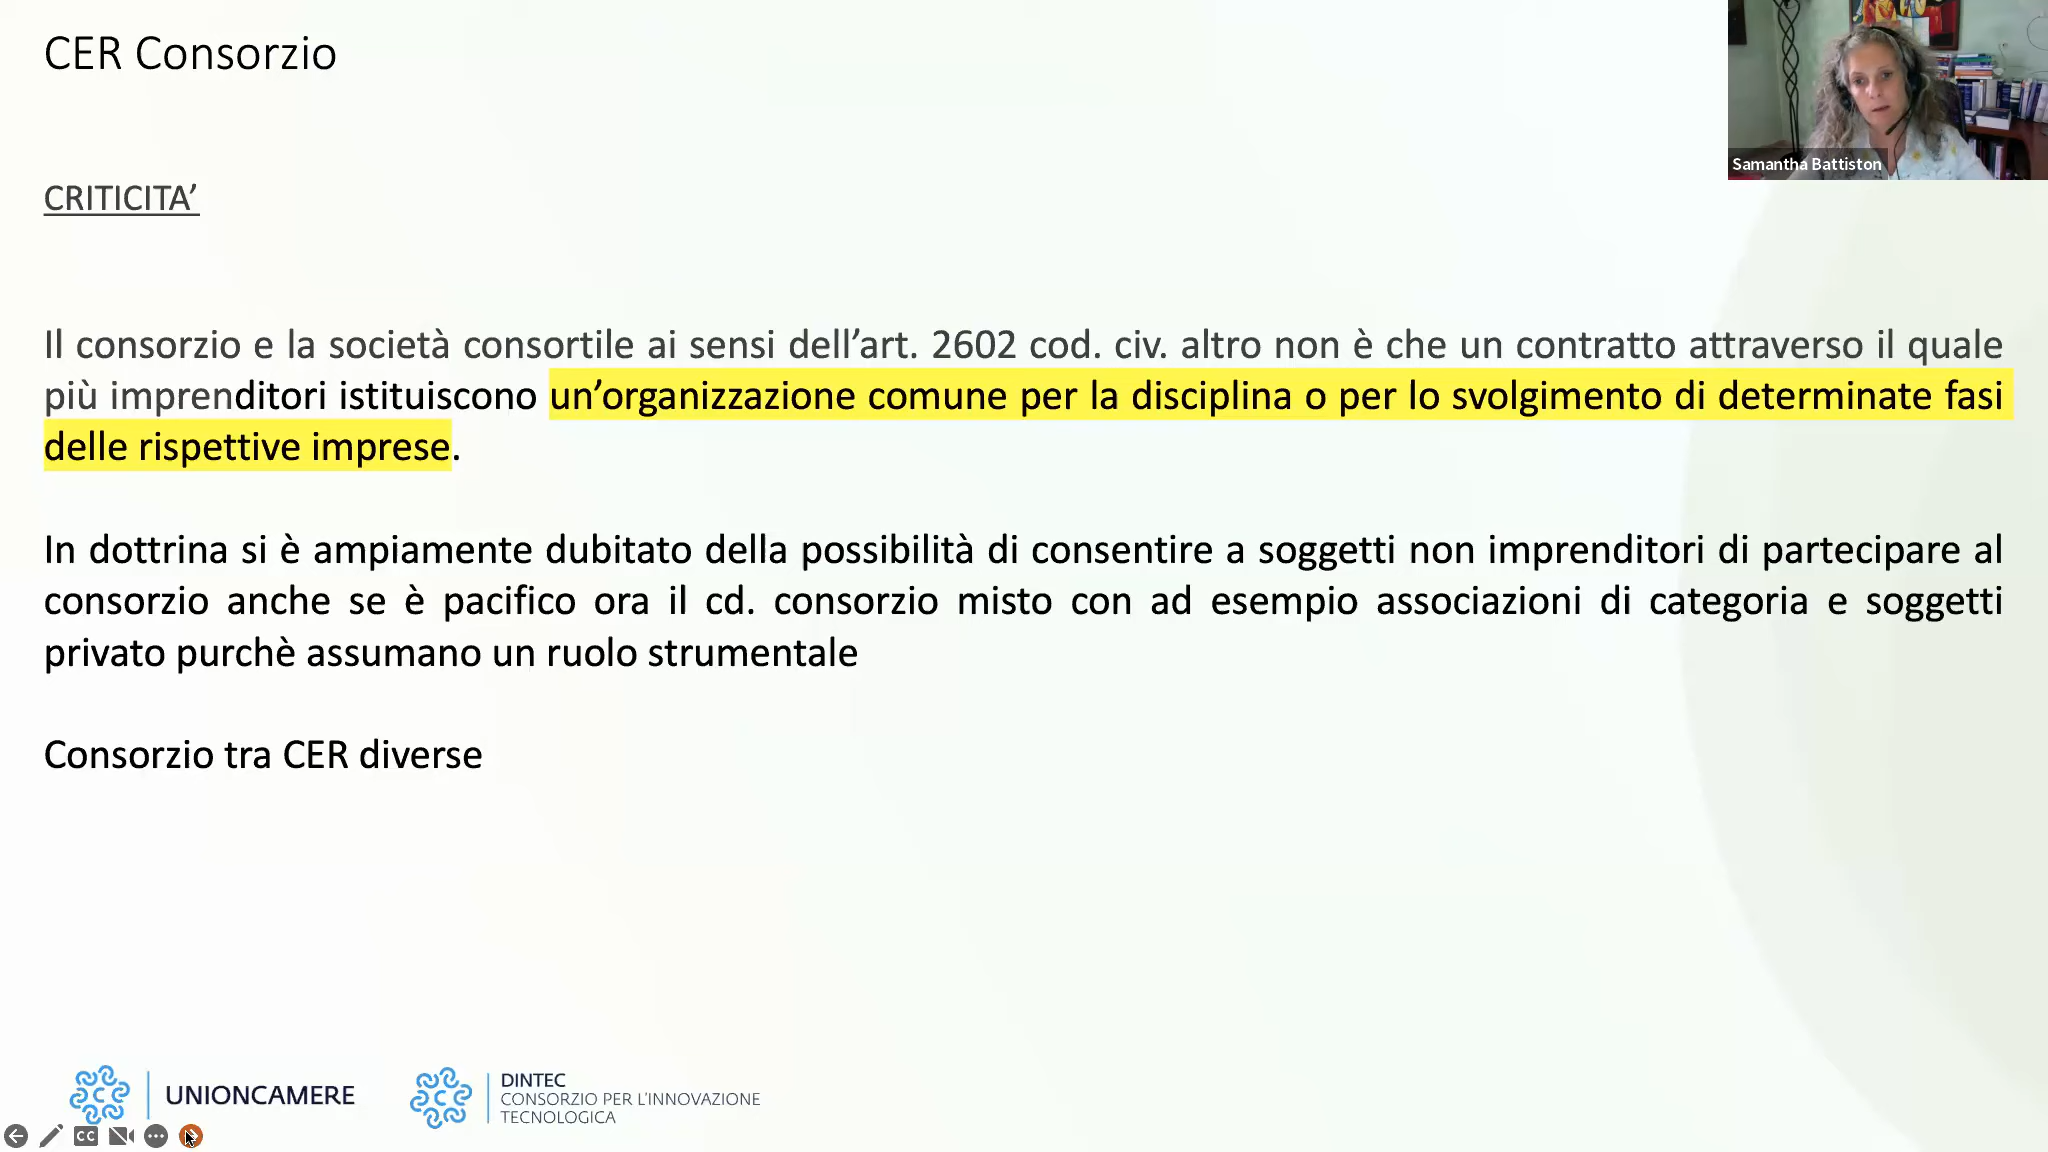 CER Consorzio
Samantha Battiston
CRITICITA’
Il consorzio e la società consortile ai sensi dell’art. 2602 cod. civ. altro non è che un contratto attraverso il quale
più imprenditori istituiscono un’organizzazione comune per la disciplina o per lo svolgimento di determinate fasi
delle rispettive imprese.
In dottrina si è ampiamente dubitato della possibilità di consentire a soggetti non imprenditori di partecipare al
consorzio anche se è pacifico ora il cd. consorzio misto con ad esempio associazioni di categoria e soggetti
privato purchè assumano un ruolo strumentale
Consorzio tra CER diverse
UNIONCAMERE
DINTEC
CONSORZIO PER L’INNOVAZIONE
TECNOLOGICA
CC